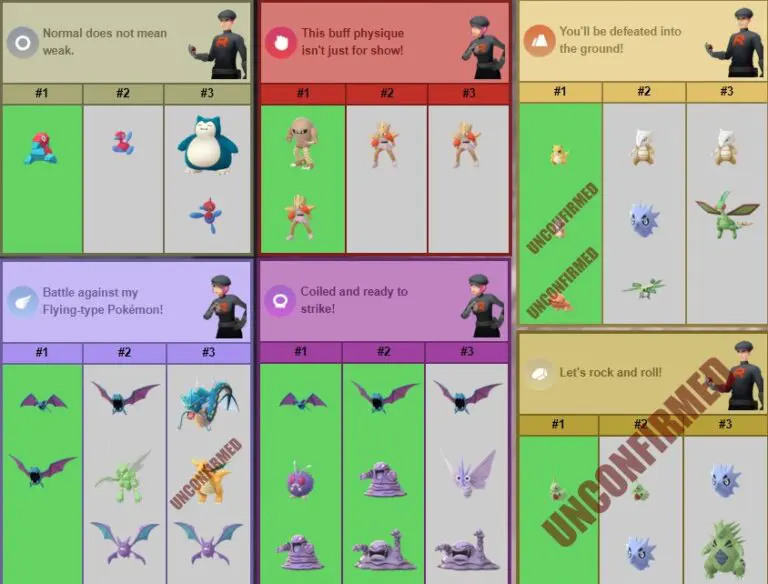 Normal does not mean
weak.
#1 #2 #3
This buff physique
isn't just for show!
#1 #2 #3
You'll be defeated into
the ground!
#1 #2 #3
UNCONFIRMED
UNCONFIRMED
Battle against my
Flying-type Pokémon!
#1 #2 #3
UNCONFIRMED
Coiled and ready to
strike!
#1 #2 #3
Let's rock and roll!
#1 #2 #3
UNCONFIRMED